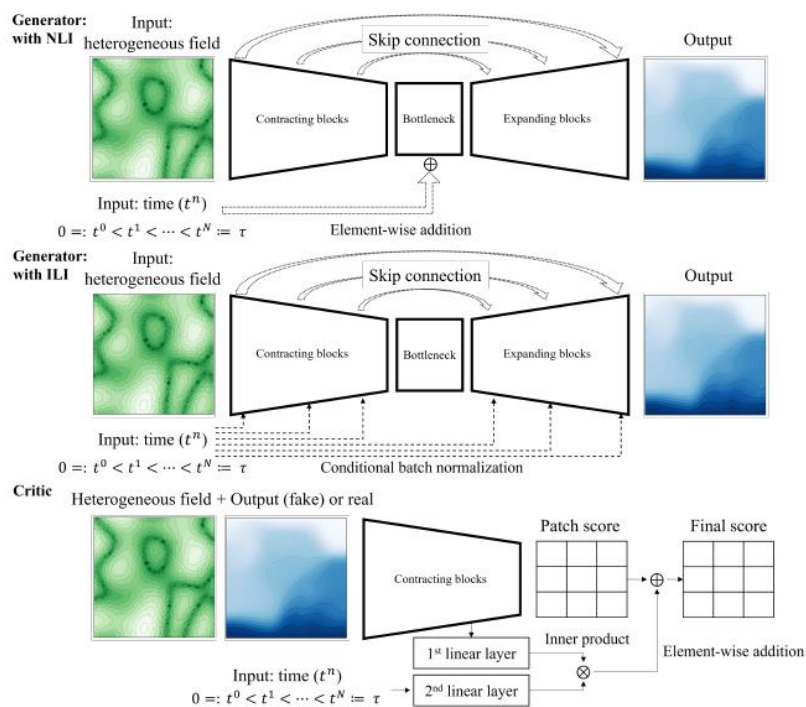 Generator:
with NLI
Input:
heterogeneous field
Skip connection
Output
Contracting blocks
Bottleneck
Expanding blocks
⊕
Input: time (tⁿ)
0 =: t⁰ < t¹ < ⋯ < tᴺ := τ
Element-wise addition
Generator:
with ILI
Input:
heterogeneous field
Skip connection
Output
Contracting blocks
Bottleneck
Expanding blocks
Input: time (tⁿ)
0 =: t⁰ < t¹ < ⋯ < tᴺ := τ
Conditional batch normalization
Critic
Heterogeneous field + Output (fake) or real
Patch score
Final score
Contracting blocks
⊕
1ˢᵗ linear layer
Inner product
⊗
Element-wise addition
Input: time (tⁿ)
0 =: t⁰ < t¹ < ⋯ < tᴺ := τ
2ⁿᵈ linear layer